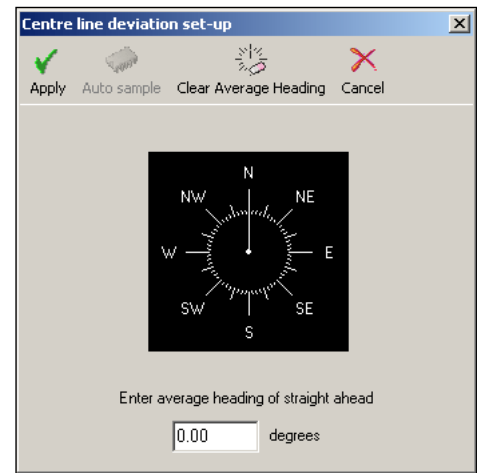 Centre line deviation set-up
Apply Auto sample Clear Average Heading Cancel
N
NW NE
W E
SW SE
S
Enter average heading of straight ahead
0.00 degrees